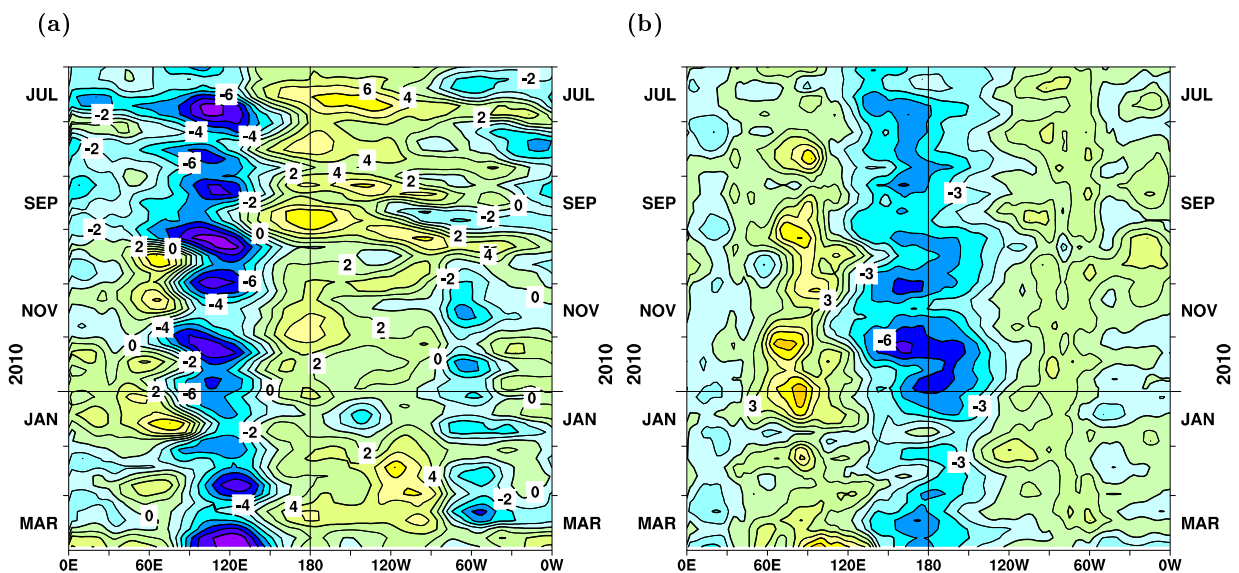 (a) (b)
JUL JUL JUL JUL
SEP SEP SEP SEP
NOV NOV NOV NOV
JAN JAN JAN JAN
MAR MAR MAR MAR
2010 2010 2010
-6 6 4 -2
-2 2
-4 -4
-2 -6 2 4 4 2
-2 0 -2
-2 0 2
2 0 4
2 -2
-6 0
-4
-4 2
0 -2 2 0
2 -6 0 0
-2 2
4 0
-4 4 -2
0
-3
-3
3
-6
3 -3
-3
0E 60E 120E 180 120W 60W 0W
0E 60E 120E 180 120W 60W 0W